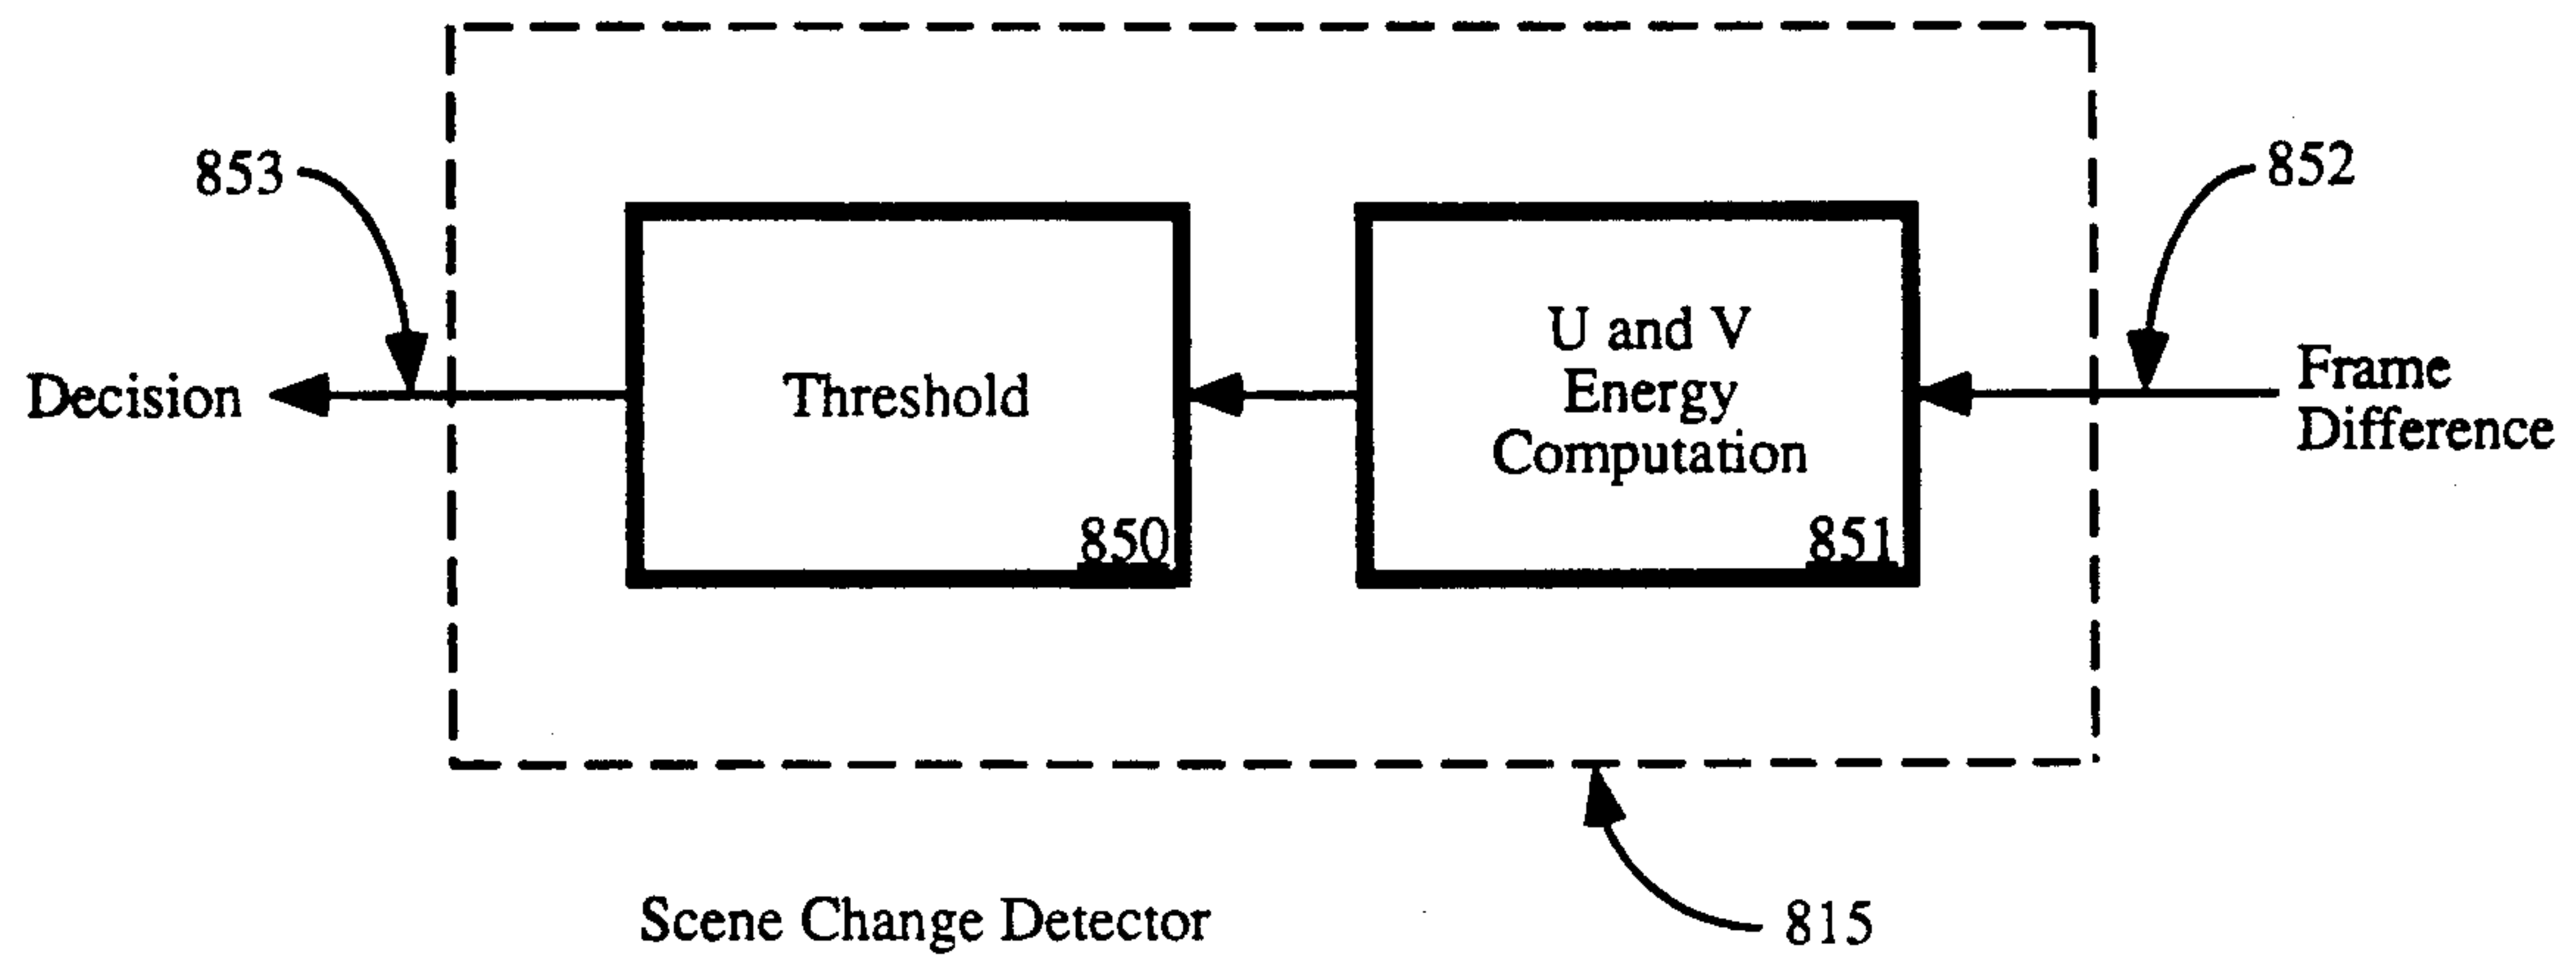 853
852
Decision
Threshold
U and V
Energy
Computation
Frame
Difference
850
851
Scene Change Detector
815